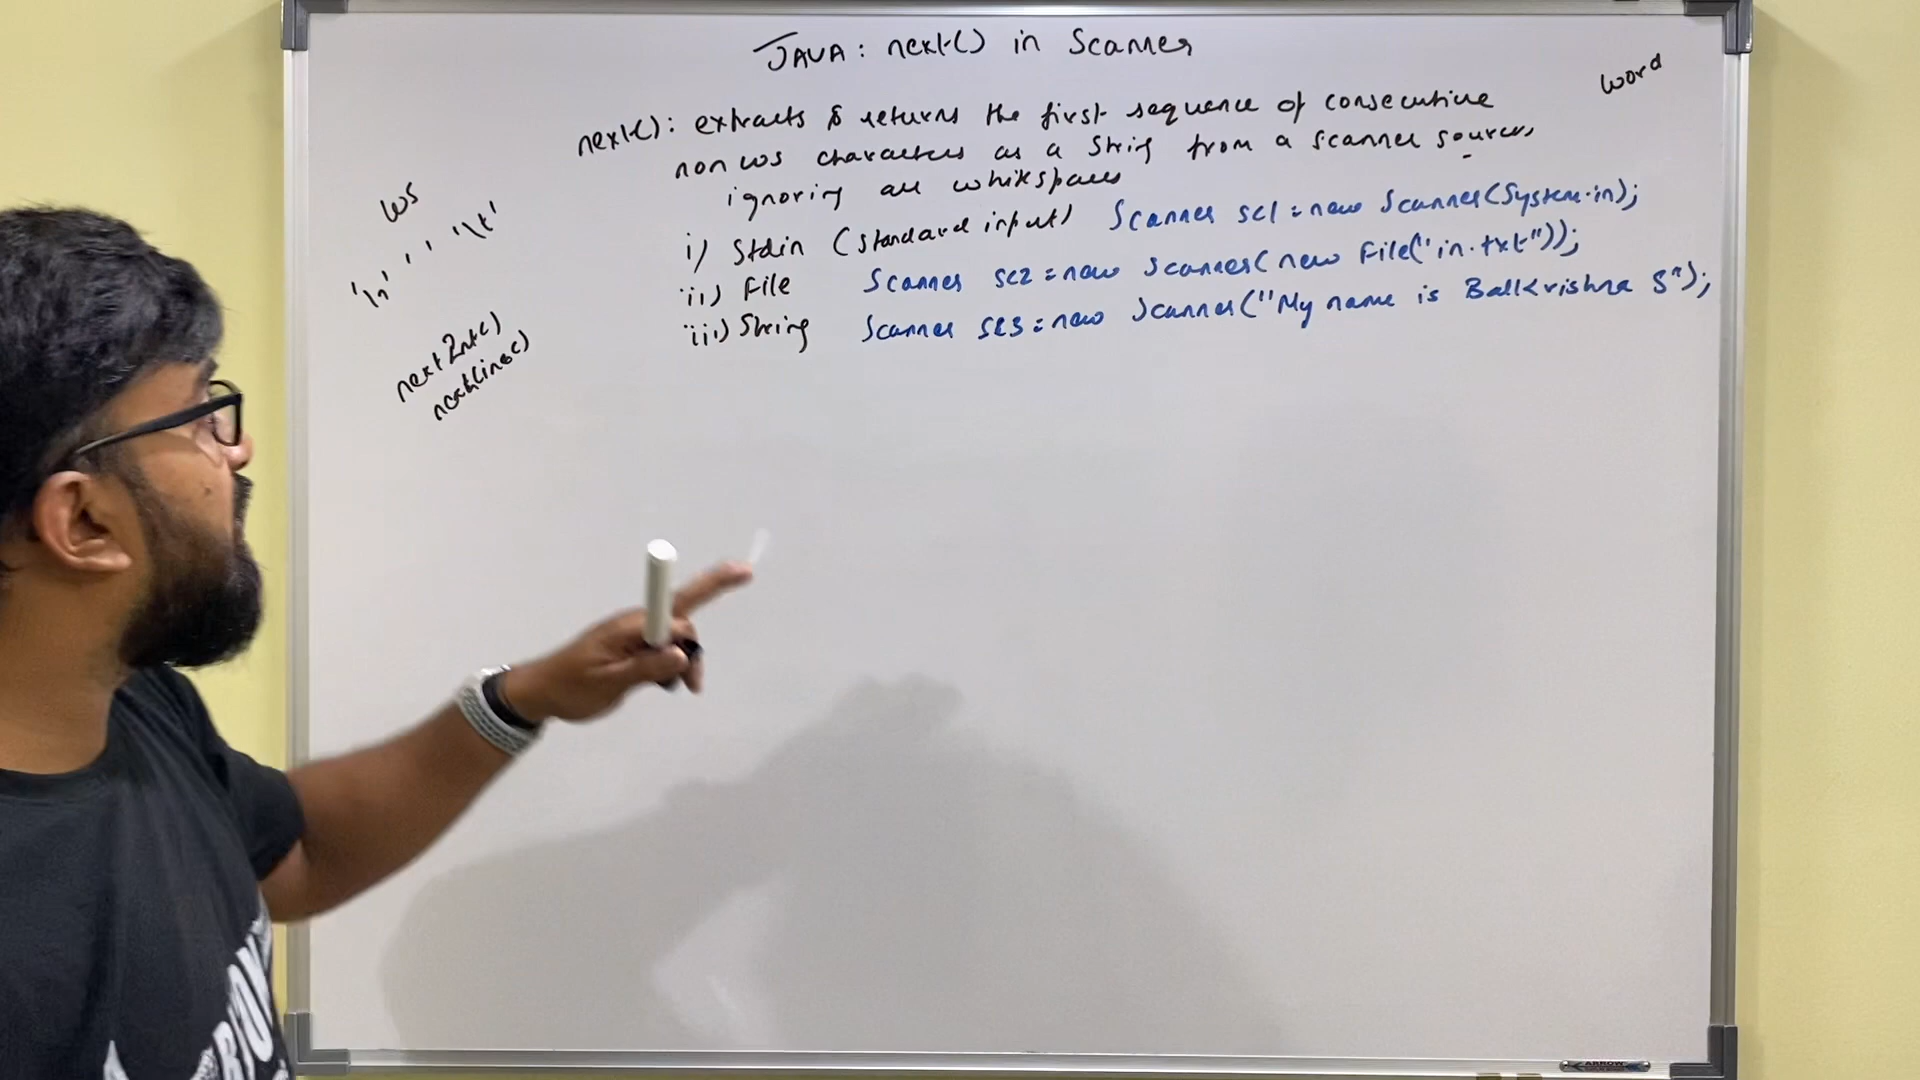 JAVA: next() in Scanner
word
next(): extracts & returns the first sequence of consecutive
non ws characters as a String from a scanner source,
ignoring all whitespaces
i) Stdin (standard input) Scanner sc1 = new Scanner(System.in);
ii) File Scanner sc2 = new Scanner(new File("in.txt"));
iii) String Scanner sc3 = new Scanner("My name is BalKrishna S");
ws
'\n' ' ' '\t'
nextInt()
nextLine()
ARROW